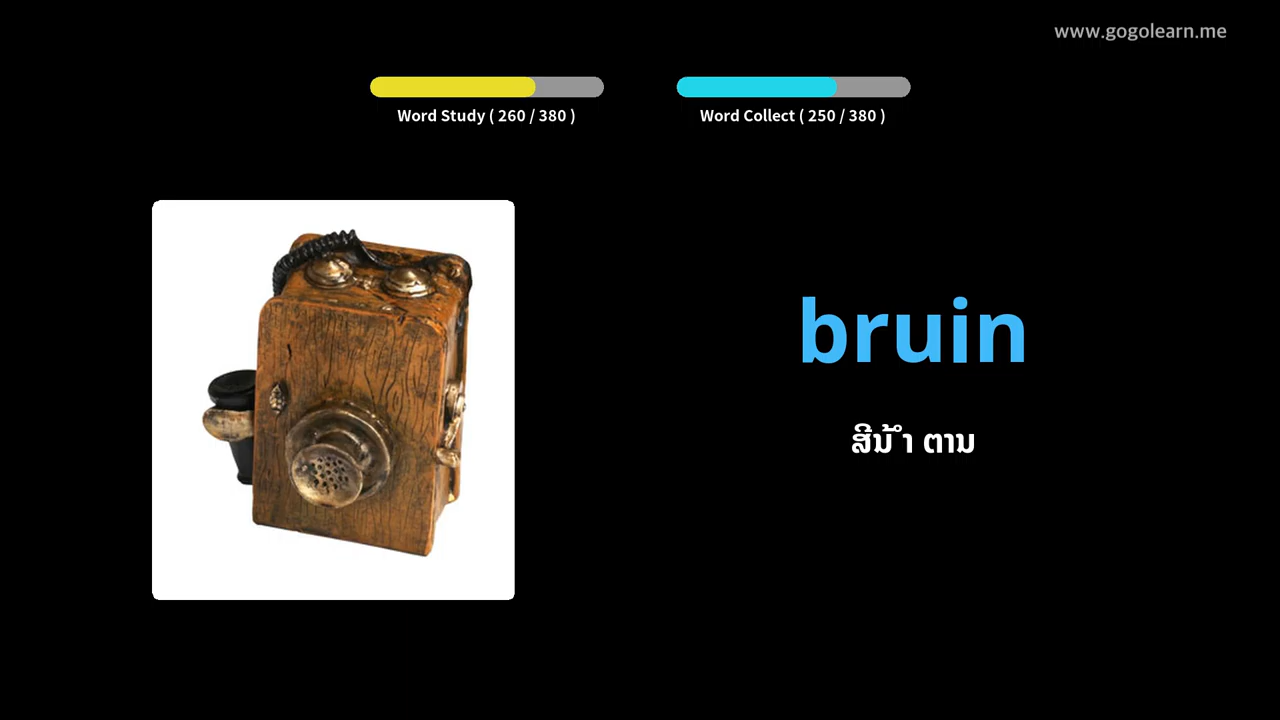 www.gogolearn.me
Word Study ( 260 / 380 )
Word Collect ( 250 / 380 )
bruin
ສີນ້ຳ ຕານ